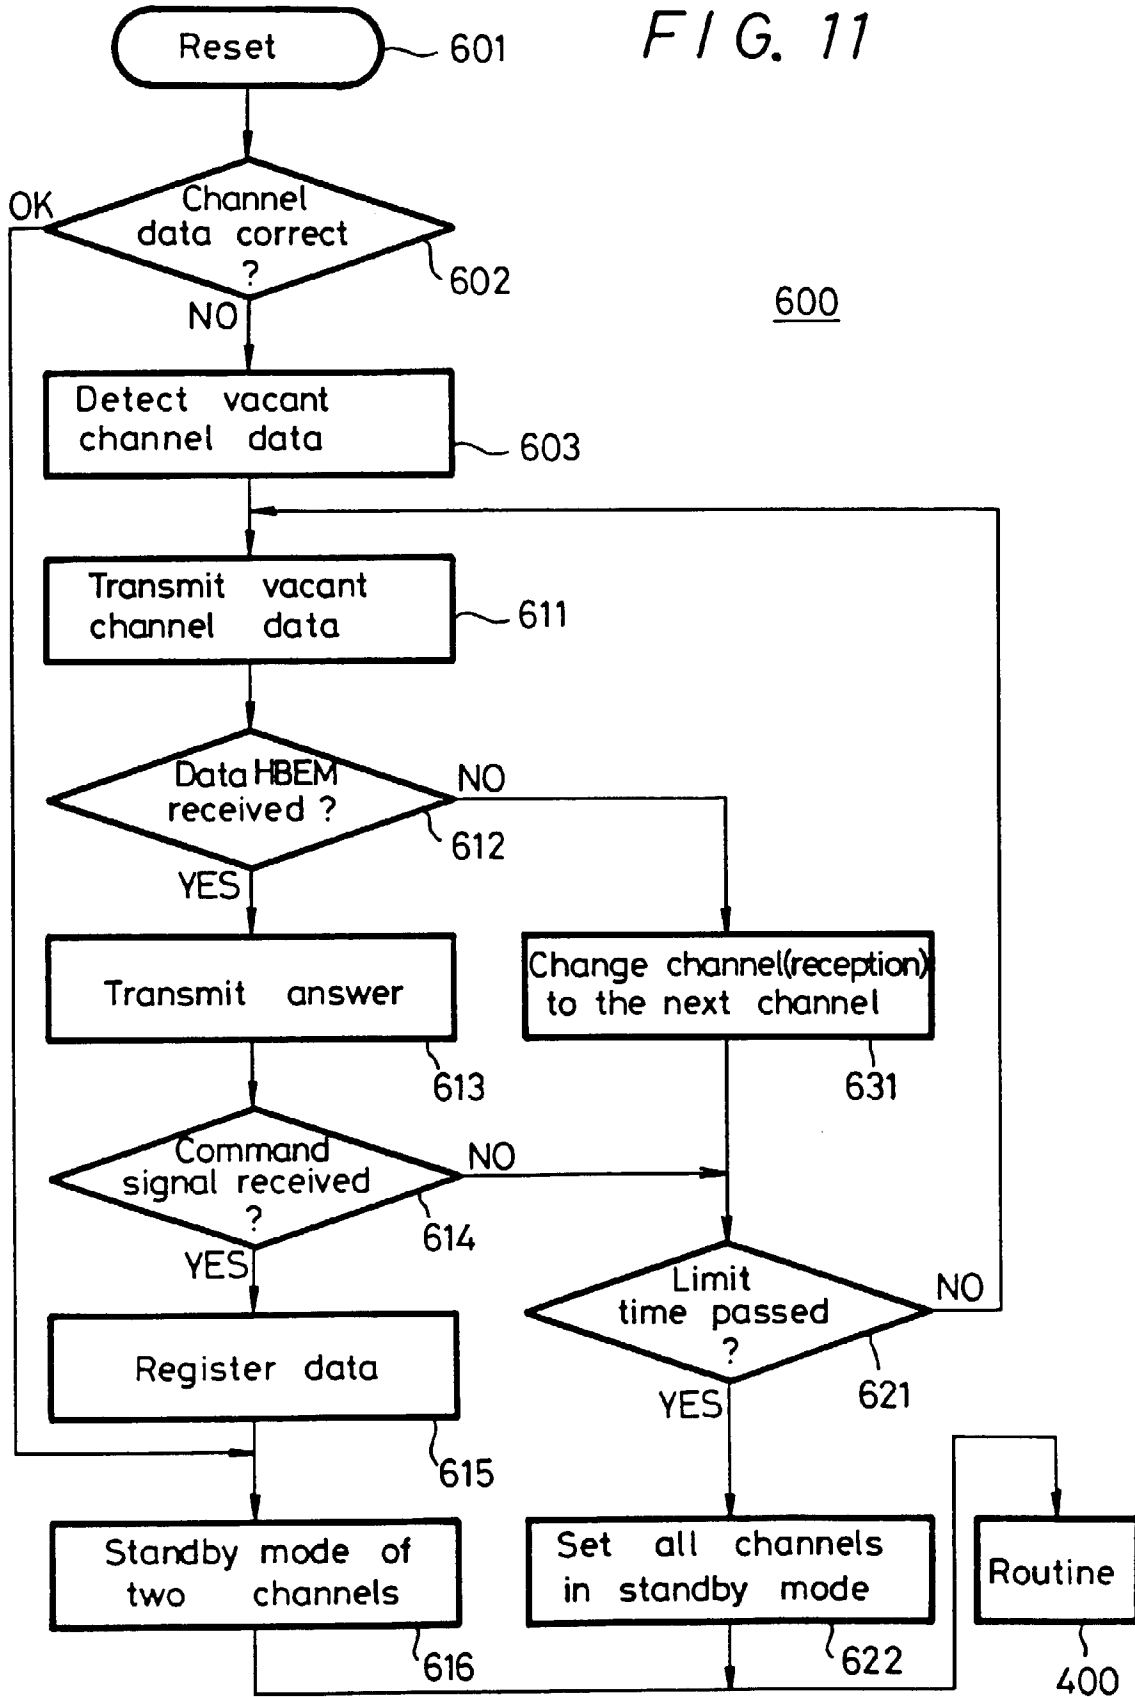 FIG. 11
Reset
601
OK
Channel
data correct
?
602
NO
600
Detect vacant
channel data
603
Transmit vacant
channel data
611
Data HBEM
received ?
NO
612
YES
Transmit answer
613
Change channel(reception)
to the next channel
631
Command
signal received
?
NO
614
YES
Limit
time passed
?
NO
621
YES
Register data
615
Standby mode of
two channels
616
Set all channels
in standby mode
622
Routine
400